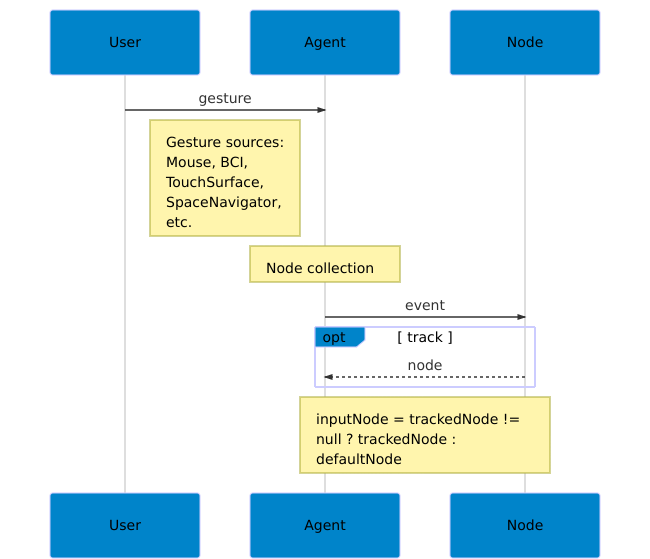 User
Agent
Node
gesture
Gesture sources:
Mouse, BCI,
TouchSurface,
SpaceNavigator,
etc.
Node collection
event
opt
[ track ]
node
inputNode = trackedNode !=
null ? trackedNode :
defaultNode
User
Agent
Node